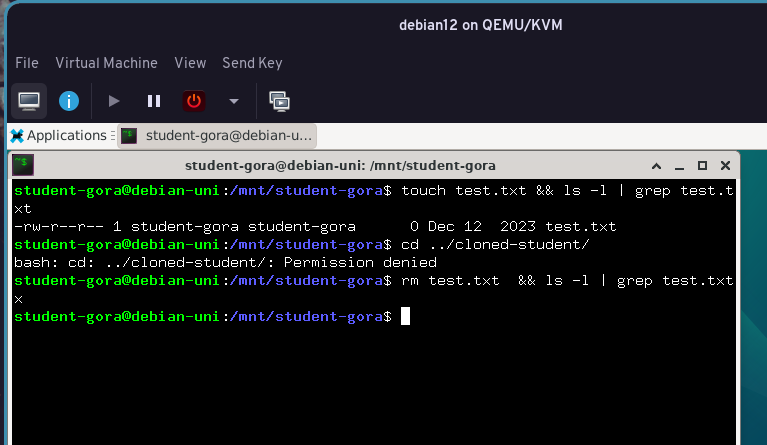 debian12 on QEMU/KVM
File Virtual Machine View Send Key
Applications student-gora@debian-u...
student-gora@debian-uni: /mnt/student-gora
student-gora@debian-uni:/mnt/student-gora$ touch test.txt && ls -l | grep test.t
xt
-rw-r--r-- 1 student-gora student-gora     0 Dec 12  2023 test.txt
student-gora@debian-uni:/mnt/student-gora$ cd ../cloned-student/
bash: cd: ../cloned-student/: Permission denied
student-gora@debian-uni:/mnt/student-gora$ rm test.txt  && ls -l | grep test.txt
x
student-gora@debian-uni:/mnt/student-gora$